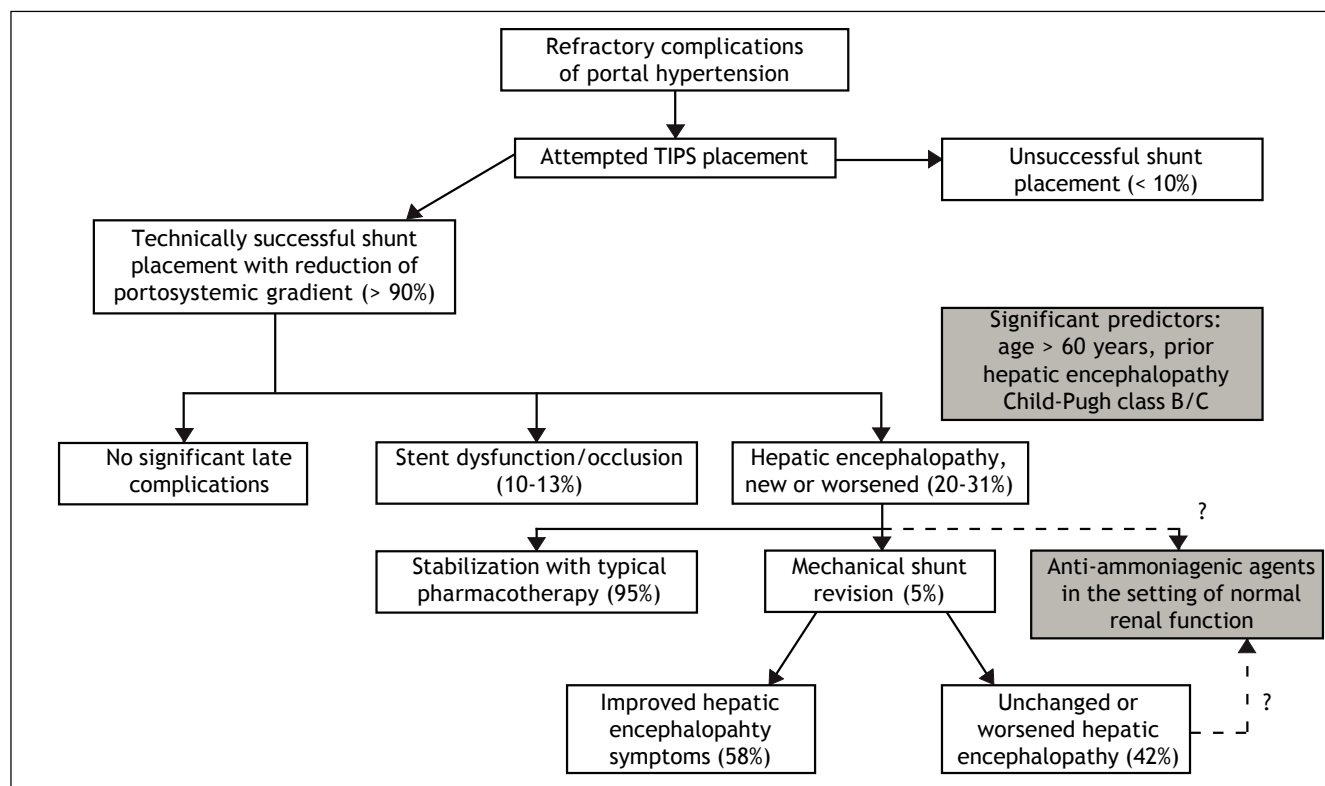 Refractory complications
of portal hypertension
Attempted TIPS placement
Unsuccessful shunt
placement (< 10%)
Technically successful shunt
placement with reduction of
portosystemic gradient (> 90%)
Significant predictors:
age > 60 years, prior
hepatic encephalopathy
Child-Pugh class B/C
No significant late
complications
Stent dysfunction/occlusion
(10-13%)
Hepatic encephalopathy,
new or worsened (20-31%)
?
Stabilization with typical
pharmacotherapy (95%)
Mechanical shunt
revision (5%)
Anti-ammoniagenic agents
in the setting of normal
renal function
Improved hepatic
encephalopahty
symptoms (58%)
Unchanged or
worsened hepatic
encephalopathy (42%)
?